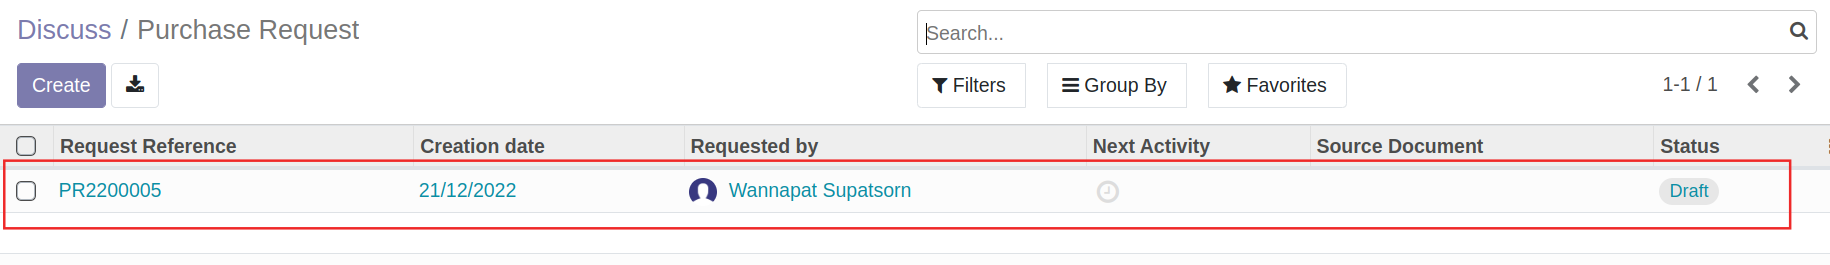 Discuss / Purchase Request
Search...
Create
Filters
Group By
Favorites
1-1 / 1
Request Reference Creation date Requested by Next Activity Source Document Status
PR2200005 21/12/2022 Wannapat Supatsorn Draft